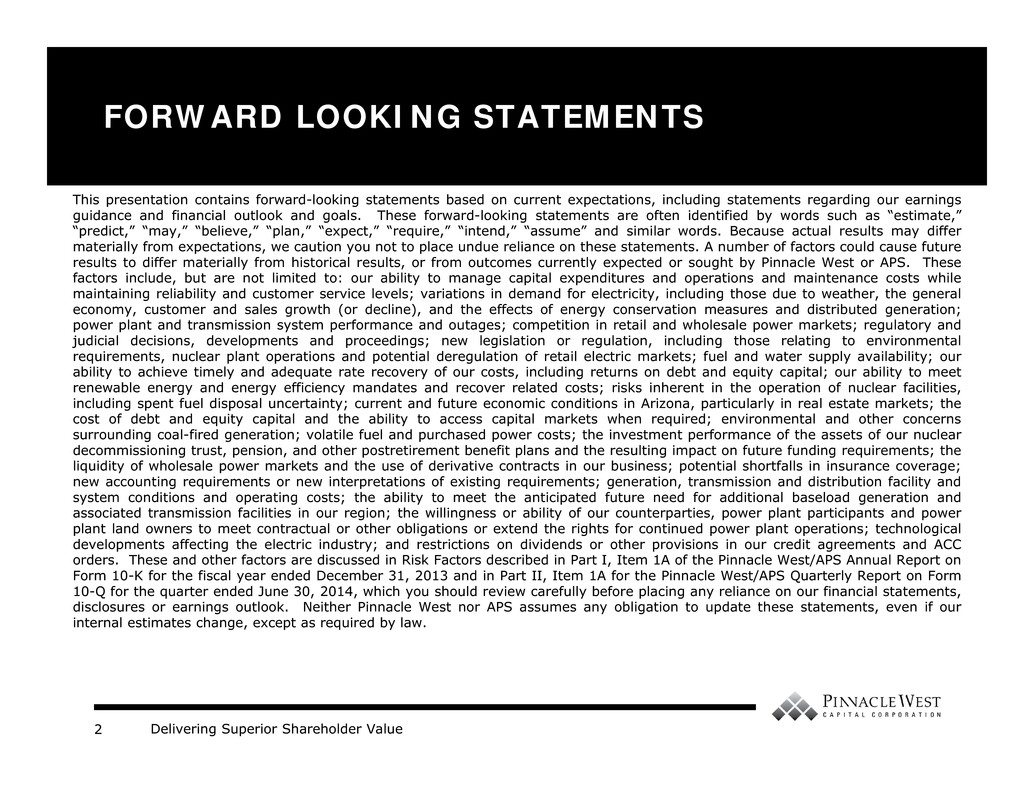 FORWARD LOOKING STATEMENTS
This presentation contains forward-looking statements based on current expectations, including statements regarding our earnings
guidance and financial outlook and goals. These forward-looking statements are often identified by words such as “estimate,”
“predict,” “may,” “believe,” “plan,” “expect,” “require,” “intend,” “assume” and similar words. Because actual results may differ
materially from expectations, we caution you not to place undue reliance on these statements. A number of factors could cause future
results to differ materially from historical results, or from outcomes currently expected or sought by Pinnacle West or APS. These
factors include, but are not limited to: our ability to manage capital expenditures and operations and maintenance costs while
maintaining reliability and customer service levels; variations in demand for electricity, including those due to weather, the general
economy, customer and sales growth (or decline), and the effects of energy conservation measures and distributed generation;
power plant and transmission system performance and outages; competition in retail and wholesale power markets; regulatory and
judicial decisions, developments and proceedings; new legislation or regulation, including those relating to environmental
requirements, nuclear plant operations and potential deregulation of retail electric markets; fuel and water supply availability; our
ability to achieve timely and adequate rate recovery of our costs, including returns on debt and equity capital; our ability to meet
renewable energy and energy efficiency mandates and recover related costs; risks inherent in the operation of nuclear facilities,
including spent fuel disposal uncertainty; current and future economic conditions in Arizona, particularly in real estate markets; the
cost of debt and equity capital and the ability to access capital markets when required; environmental and other concerns
surrounding coal-fired generation; volatile fuel and purchased power costs; the investment performance of the assets of our nuclear
decommissioning trust, pension, and other postretirement benefit plans and the resulting impact on future funding requirements; the
liquidity of wholesale power markets and the use of derivative contracts in our business; potential shortfalls in insurance coverage;
new accounting requirements or new interpretations of existing requirements; generation, transmission and distribution facility and
system conditions and operating costs; the ability to meet the anticipated future need for additional baseload generation and
associated transmission facilities in our region; the willingness or ability of our counterparties, power plant participants and power
plant land owners to meet contractual or other obligations or extend the rights for continued power plant operations; technological
developments affecting the electric industry; and restrictions on dividends or other provisions in our credit agreements and ACC
orders. These and other factors are discussed in Risk Factors described in Part I, Item 1A of the Pinnacle West/APS Annual Report on
Form 10-K for the fiscal year ended December 31, 2013 and in Part II, Item 1A for the Pinnacle West/APS Quarterly Report on Form
10-Q for the quarter ended June 30, 2014, which you should review carefully before placing any reliance on our financial statements,
disclosures or earnings outlook. Neither Pinnacle West nor APS assumes any obligation to update these statements, even if our
internal estimates change, except as required by law.
PINNACLE WEST
CAPITAL CORPORATION
2 Delivering Superior Shareholder Value